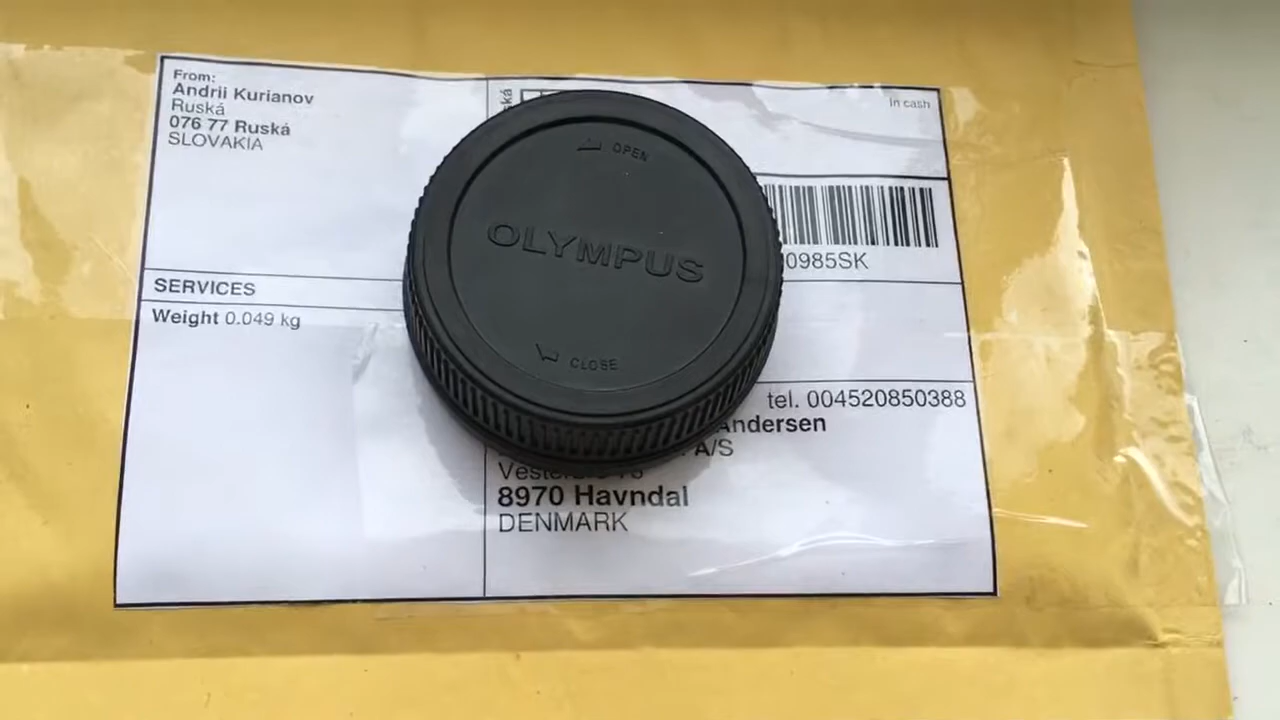 From:
Andrii Kurianov
Ruská
076 77 Ruská
SLOVAKIA
ská
In cash
OPEN
OLYMPUS
CLOSE
0985SK
SERVICES
Weight 0.049 kg
tel. 004520850388
Andersen
A/S
8970 Havndal
DENMARK